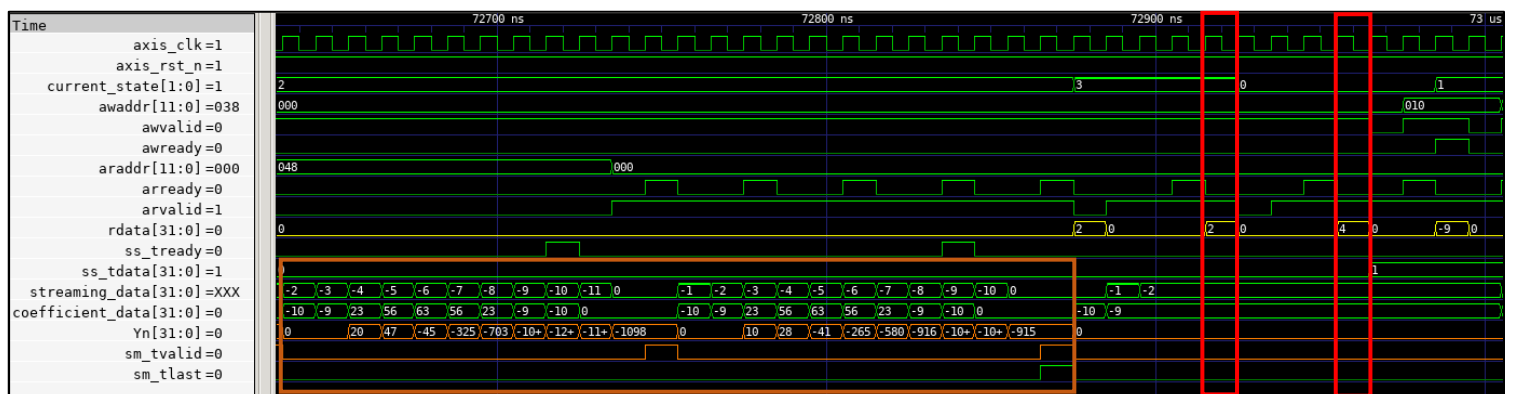 Time 72700 ns 72800 ns 72900 ns 73 us
axis_clk=1
axis_rst_n=1
current_state[1:0]=1 2 3 0 1
awaddr[11:0]=038 000 010
awvalid=0
awready=0
araddr[11:0]=000 048 000
arready=0
arvalid=1
rdata[31:0]=0 0 2 0 2 0 4 0 -9 0
ss_tready=0
ss_tdata[31:0]=1 0 1
streaming_data[31:0]=XXX -2 -3 -4 -5 -6 -7 -8 -9 -10 -11 0 -1 -2 -3 -4 -5 -6 -7 -8 -9 -10 0 -1 -2
coefficient_data[31:0]=0 -10 -9 23 56 63 56 23 -9 -10 0 -10 -9 23 56 63 56 23 -9 -10 0 -10 -9
Yn[31:0]=0 0 20 47 -45 -325 -703 -10+ -12+ -11+ -1098 0 10 28 -41 -265 -580 -916 -10+ -10+ -915 0
sm_tvalid=0
sm_tlast=0